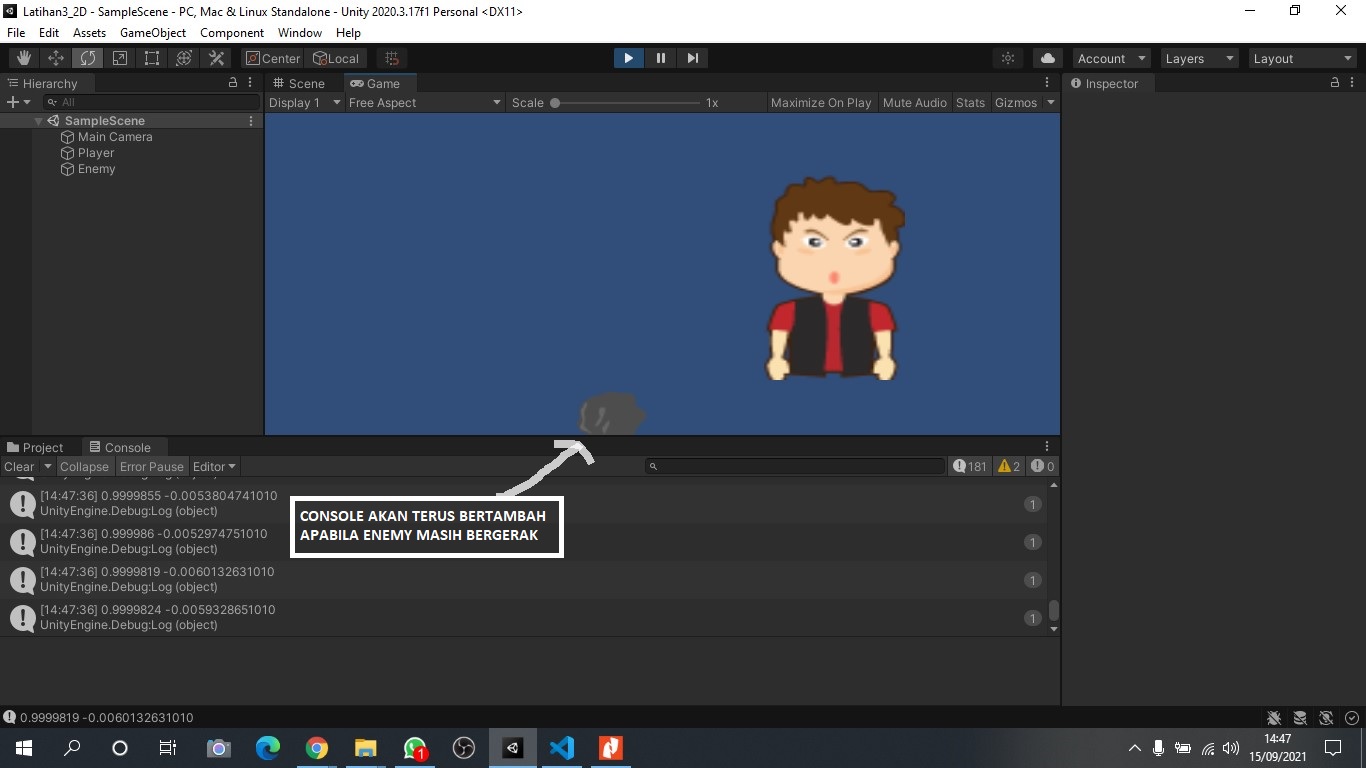 Latihan3_2D - SampleScene - PC, Mac & Linux Standalone - Unity 2020.3.17f1 Personal <DX11>
File Edit Assets GameObject Component Window Help
Center Local Account Layers Layout
Hierarchy
All
SampleScene
Main Camera
Player
Enemy
Scene Game
Display 1 Free Aspect Scale 1x Maximize On Play Mute Audio Stats Gizmos
Inspector
Project Console
Clear Collapse Error Pause Editor 181 2 0
[14:47:36] 0.9999855 -0.0053804741010
UnityEngine.Debug:Log (object)
1
[14:47:36] 0.999986 -0.0052974751010
UnityEngine.Debug:Log (object)
1
[14:47:36] 0.9999819 -0.0060132631010
UnityEngine.Debug:Log (object)
1
[14:47:36] 0.9999824 -0.0059328651010
UnityEngine.Debug:Log (object)
1
CONSOLE AKAN TERUS BERTAMBAH
APABILA ENEMY MASIH BERGERAK
0.9999819 -0.0060132631010
1
14:47
15/09/2021